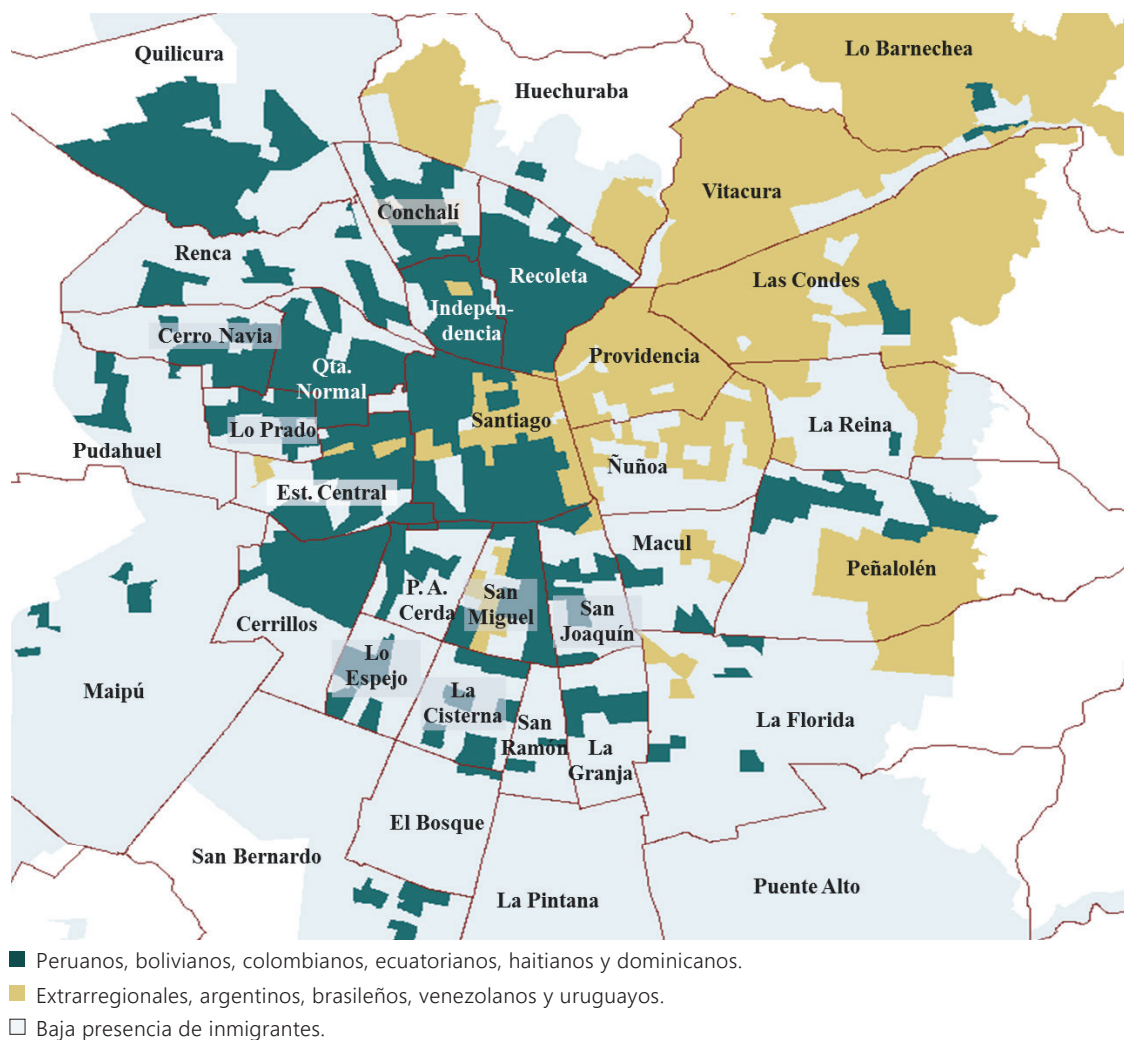 Lo Barnechea
Quilicura
Huechuraba
Vitacura
Conchalí
Renca
Recoleta
Las Condes
Indepen-
dencia
Cerro Navia
Providencia
Qta.
Normal
Santiago
La Reina
Lo Prado
Pudahuel
Ñuñoa
Est. Central
Macul
Peñalolén
P. A.
Cerda
San
Miguel
San
Joaquín
Cerrillos
Lo
Espejo
Maipú
La
Cisterna
La Florida
San
Ramón
La
Granja
El Bosque
San Bernardo
Puente Alto
La Pintana
Peruanos, bolivianos, colombianos, ecuatorianos, haitianos y dominicanos.
Extrarregionales, argentinos, brasileños, venezolanos y uruguayos.
Baja presencia de inmigrantes.